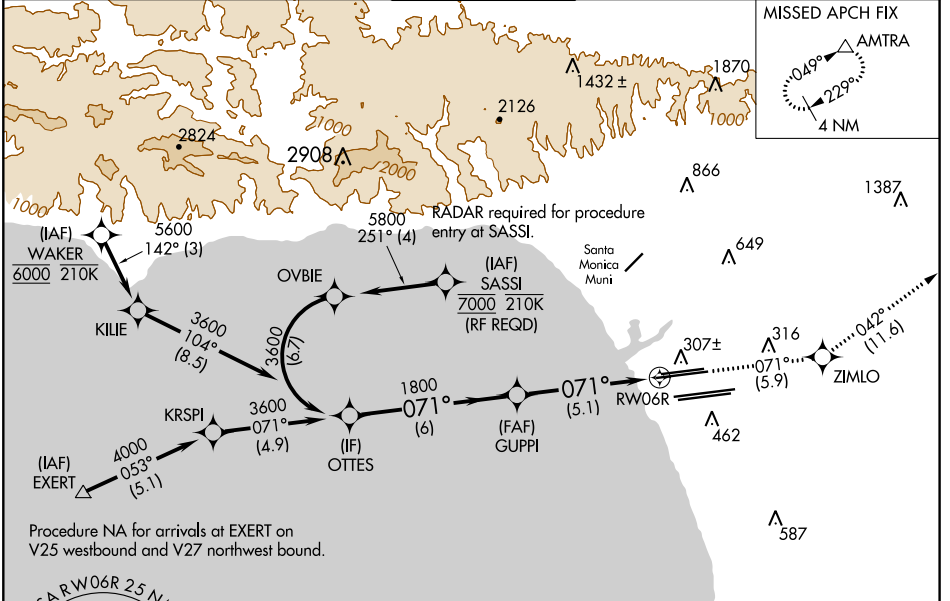 MISSED APCH FIX
AMTRA
049°
229°
4 NM
1432 ±
1870
1000
2126
1000
2824
2908
2000
1000
866
1387
5800
251° (4)
RADAR required for procedure
entry at SASSI.
5600
142° (3)
(IAF)
WAKER
6000 210K
Santa
Monica
Muni
649
OVBIE
(IAF)
SASSI
7000 210K
(RF REQD)
KILIE
3600
104°
(8.5)
3600
(6.7)
042°
(11.6)
307±
316
071°
(5.9)
ZIMLO
RW06R
1800
071°
(6)
071°
(5.1)
KRSPI
3600
071°
(4.9)
(IF)
OTTES
(FAF)
GUPPI
462
4000
053°
(5.1)
(IAF)
EXERT
587
Procedure NA for arrivals at EXERT on
V25 westbound and V27 northwest bound.
RW06R 25